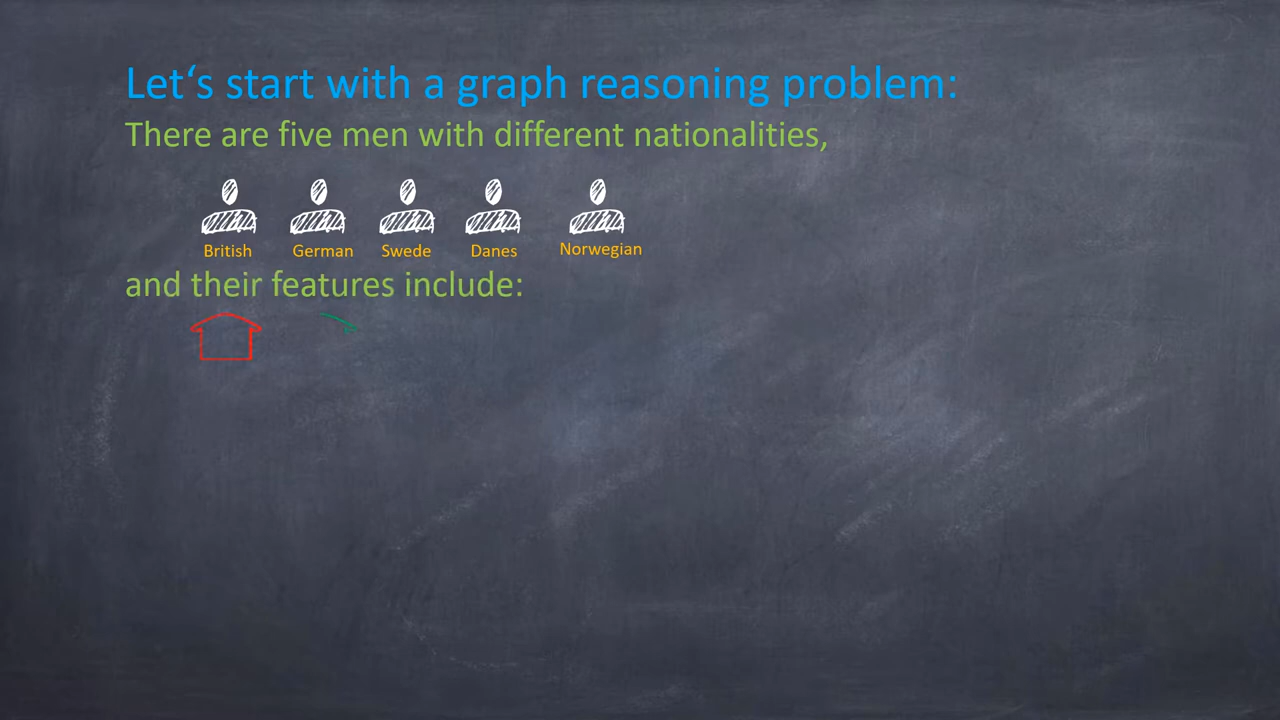 Let‘s start with a graph reasoning problem:
There are five men with different nationalities,
British German Swede Danes Norwegian
and their features include: